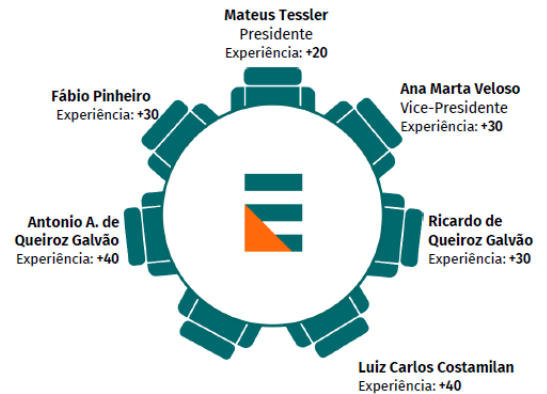 Mateus Tessler
Presidente
Experiência: +20
Ana Marta Veloso
Vice-Presidente
Experiência: +30
Ricardo de
Queiroz Galvão
Experiência: +30
Luiz Carlos Costamilan
Experiência: +40
Antonio A. de
Queiroz Galvão
Experiência: +40
Fábio Pinheiro
Experiência: +30